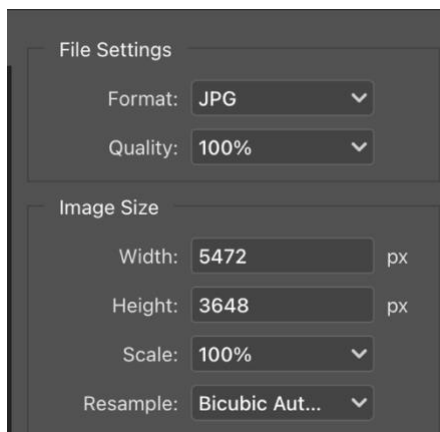 File Settings
Format: JPG
Quality: 100%
Image Size
Width: 5472 px
Height: 3648 px
Scale: 100%
Resample: Bicubic Aut...